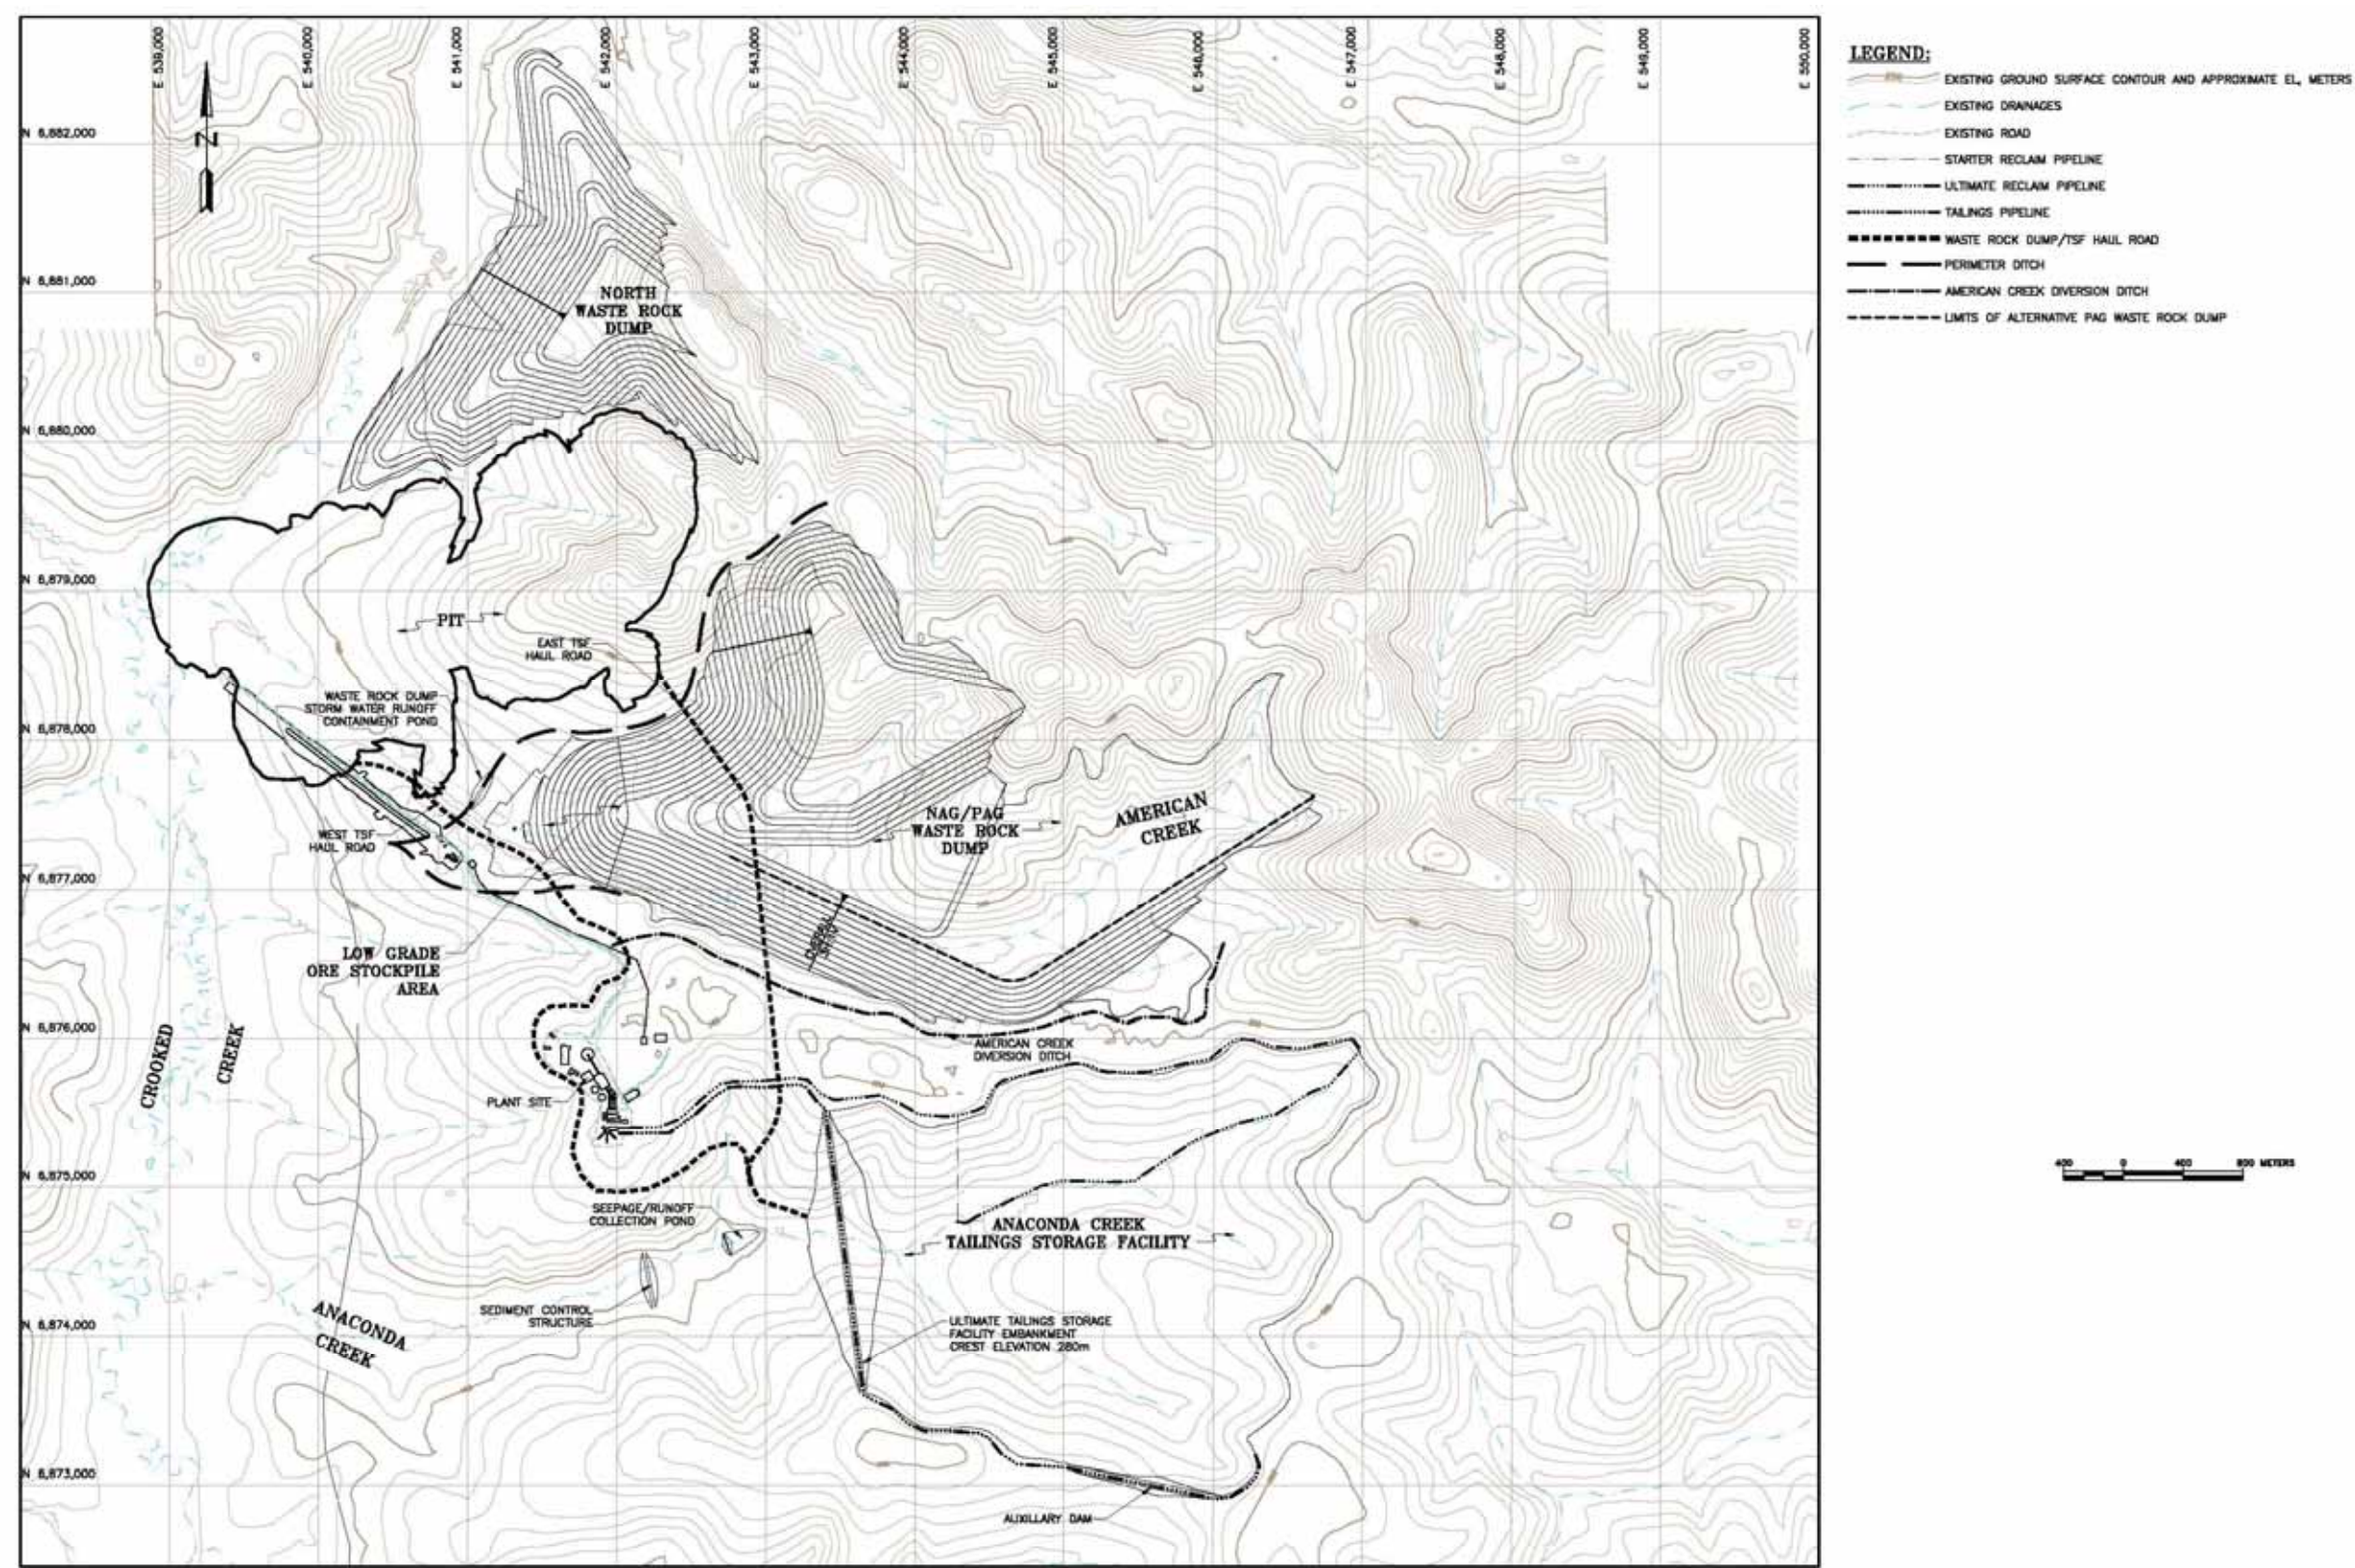 E 539,000
E 540,000
E 541,000
E 542,000
E 543,000
E 544,000
E 545,000
E 546,000
E 547,000
E 548,000
E 549,000
E 550,000
N
N 6,882,000
N 6,881,000
N 6,880,000
N 6,879,000
N 6,878,000
N 6,877,000
N 6,876,000
N 6,875,000
N 6,874,000
N 6,873,000
NORTH
WASTE ROCK
DUMP
PIT
EAST TSF
HAUL ROAD
WASTE ROCK DUMP
STORM WATER RUNOFF
CONTAINMENT POND
WEST TSF
HAUL ROAD
NAG/PAG
WASTE ROCK
DUMP
AMERICAN
CREEK
LOW GRADE
ORE STOCKPILE
AREA
CROOKED
CREEK
AMERICAN CREEK
DIVERSION DITCH
PLANT SITE
SEEPAGE/RUNOFF
COLLECTION POND
ANACONDA CREEK
TAILINGS STORAGE FACILITY
SEDIMENT CONTROL
STRUCTURE
ANACONDA
CREEK
ULTIMATE TAILINGS STORAGE
FACILITY EMBANKMENT
CREST ELEVATION 280m
AUXILLARY DAM
LEGEND:
EXISTING GROUND SURFACE CONTOUR AND APPROXIMATE EL, METERS
EXISTING DRAINAGES
EXISTING ROAD
STARTER RECLAIM PIPELINE
ULTIMATE RECLAIM PIPELINE
TAILINGS PIPELINE
WASTE ROCK DUMP/TSF HAUL ROAD
PERIMETER DITCH
AMERICAN CREEK DIVERSION DITCH
LIMITS OF ALTERNATIVE PAG WASTE ROCK DUMP
400 0 400 800 METERS